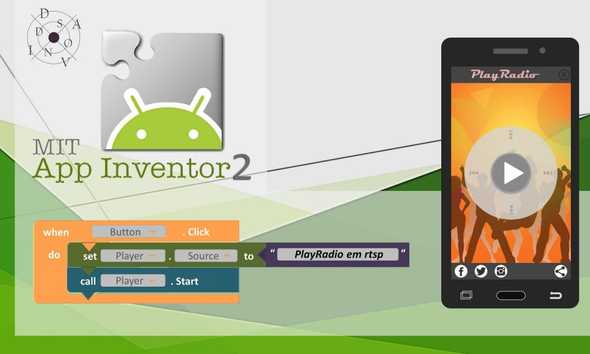 MIT
App Inventor2
when Button . Click
do set Player . Source to “ PlayRadio em rtsp ”
call Player . Start
PlayRadio